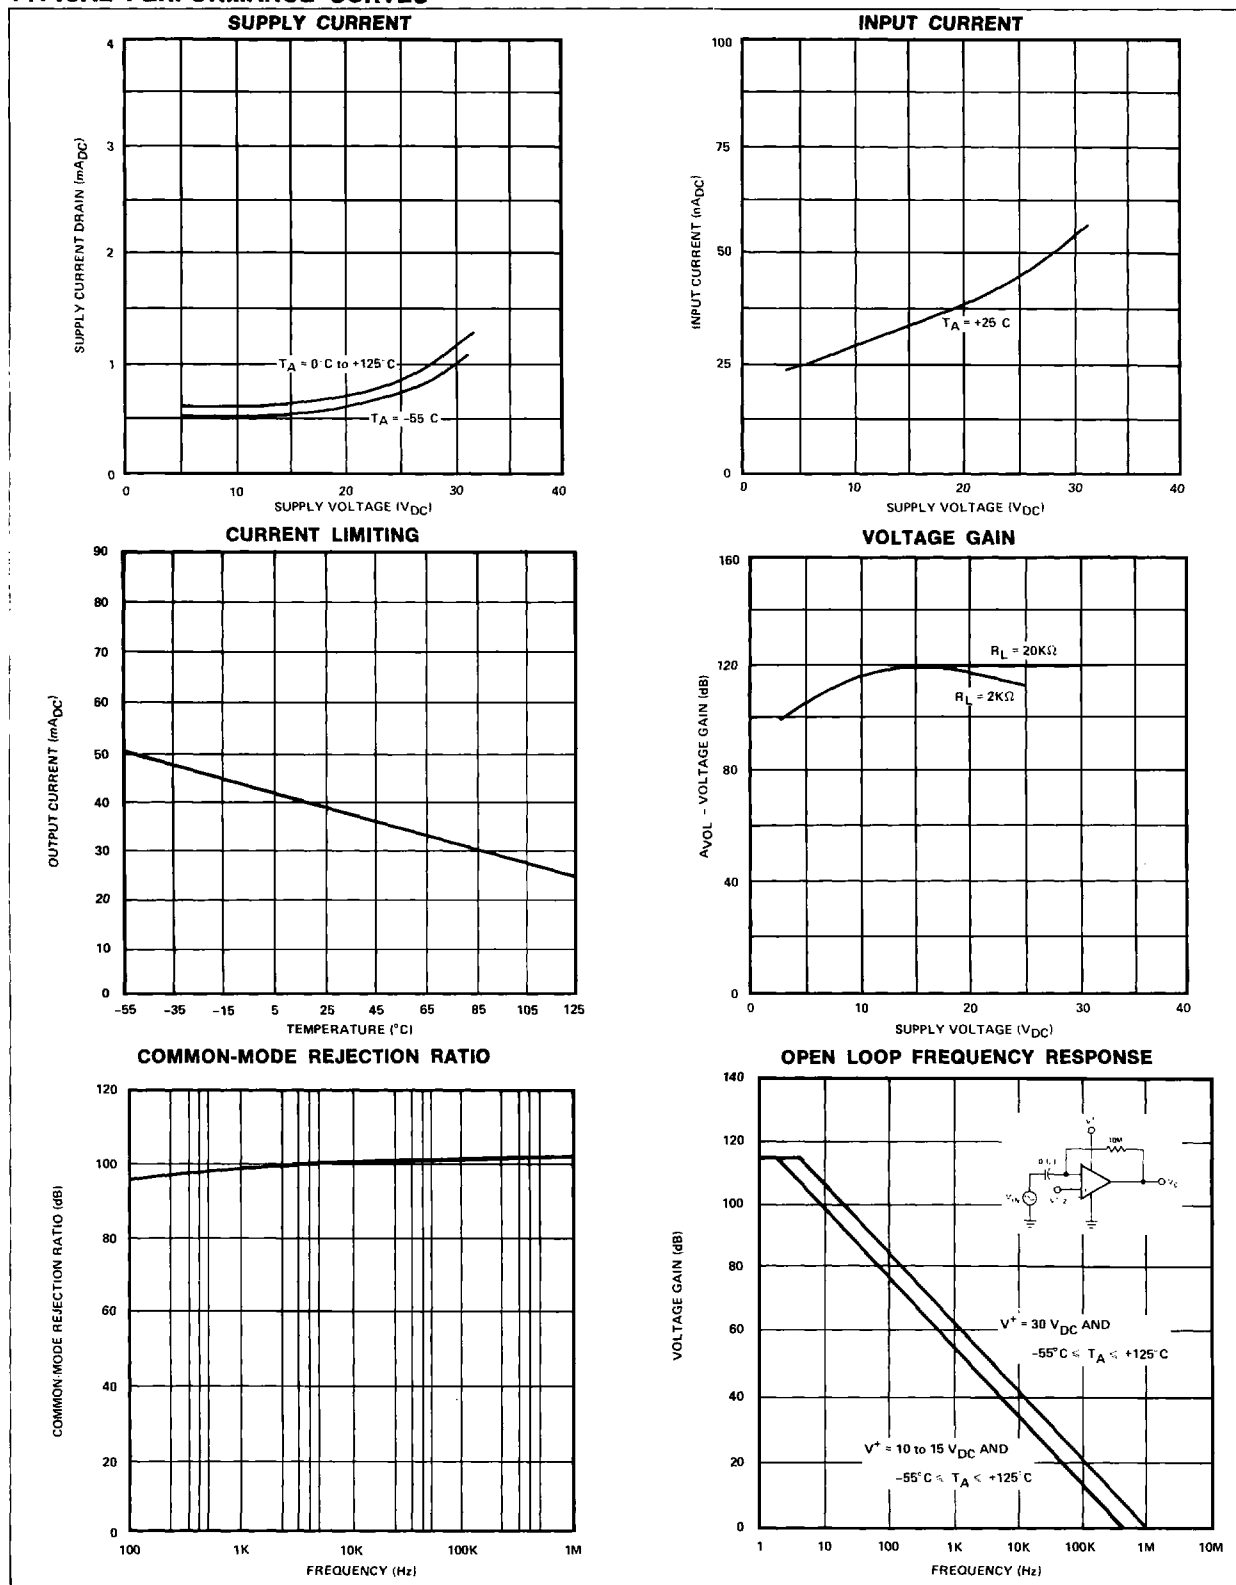 SUPPLY CURRENT
4
3
2
1
0
SUPPLY CURRENT DRAIN (mADC)
TA = 0°C to +125°C
TA = -55 C
0 10 20 30 40
SUPPLY VOLTAGE (VDC)
INPUT CURRENT
100
75
50
25
0
INPUT CURRENT (nADC)
TA = +25 C
0 10 20 30 40
SUPPLY VOLTAGE (VDC)
CURRENT LIMITING
90
80
70
60
50
40
30
20
10
0
OUTPUT CURRENT (mADC)
-55 -35 -15 5 25 45 65 85 105 125
TEMPERATURE (°C)
VOLTAGE GAIN
160
120
80
40
0
AVOL - VOLTAGE GAIN (dB)
RL = 20KΩ
RL = 2KΩ
0 10 20 30 40
SUPPLY VOLTAGE (VDC)
COMMON-MODE REJECTION RATIO
120
100
80
60
40
20
0
COMMON-MODE REJECTION RATIO (dB)
100 1K 10K 100K 1M
FREQUENCY (Hz)
OPEN LOOP FREQUENCY RESPONSE
140
120
100
80
60
40
20
0
VOLTAGE GAIN (dB)
V+
10M
VIN
V+ = 30 VDC AND
-55°C ≤ TA ≤ +125°C
V+ = 10 to 15 VDC AND
-55°C ≤ TA ≤ +125°C
1 10 100 1K 10K 100K 1M 10M
FREQUENCY (Hz)